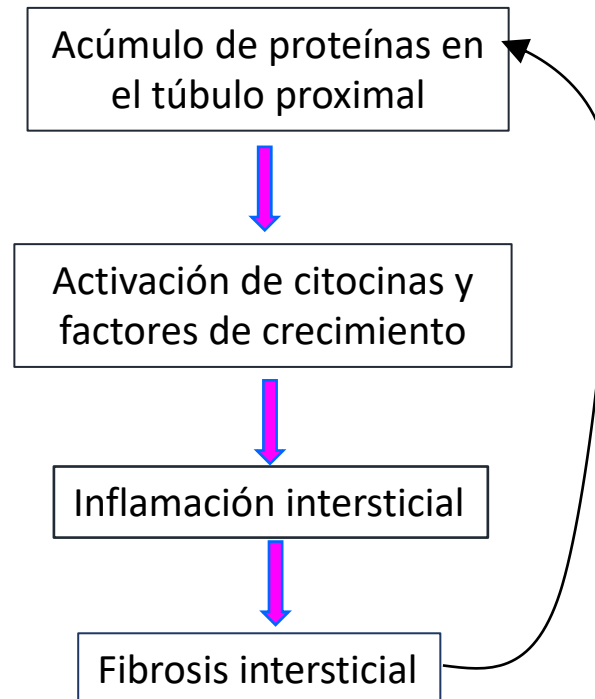 Acúmulo de proteínas en
el túbulo proximal
Activación de citocinas y
factores de crecimiento
Inflamación intersticial
Fibrosis intersticial